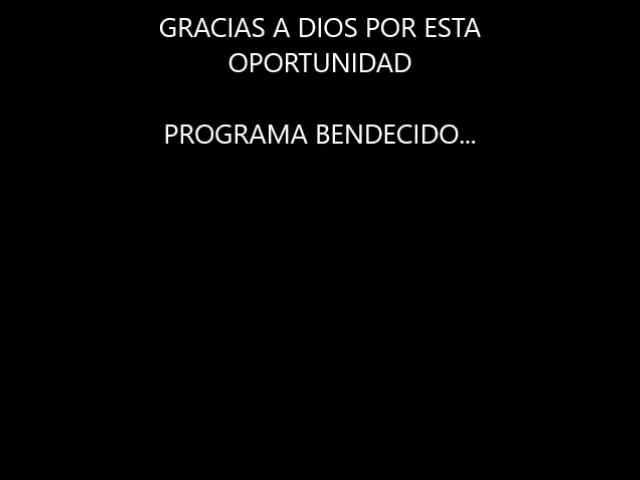 GRACIAS A DIOS POR ESTA
OPORTUNIDAD
PROGRAMA BENDECIDO...